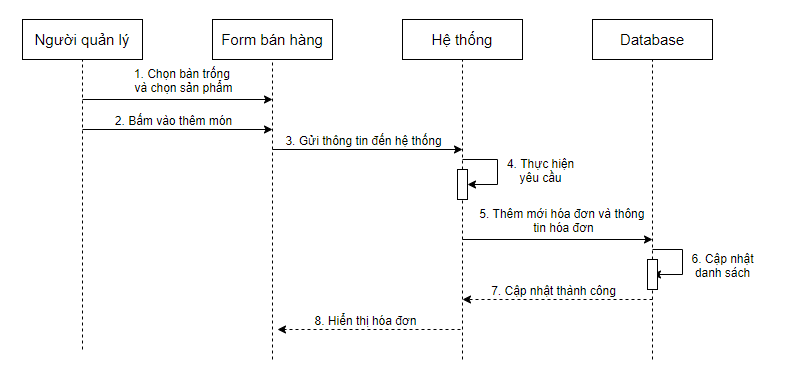 Người quản lý
Form bán hàng
Hệ thống
Database
1. Chọn bàn trống
và chọn sản phẩm
2. Bấm vào thêm món
3. Gửi thông tin đến hệ thống
4. Thực hiện
yêu cầu
5. Thêm mới hóa đơn và thông
tin hóa đơn
6. Cập nhật
danh sách
7. Cập nhật thành công
8. Hiển thị hóa đơn